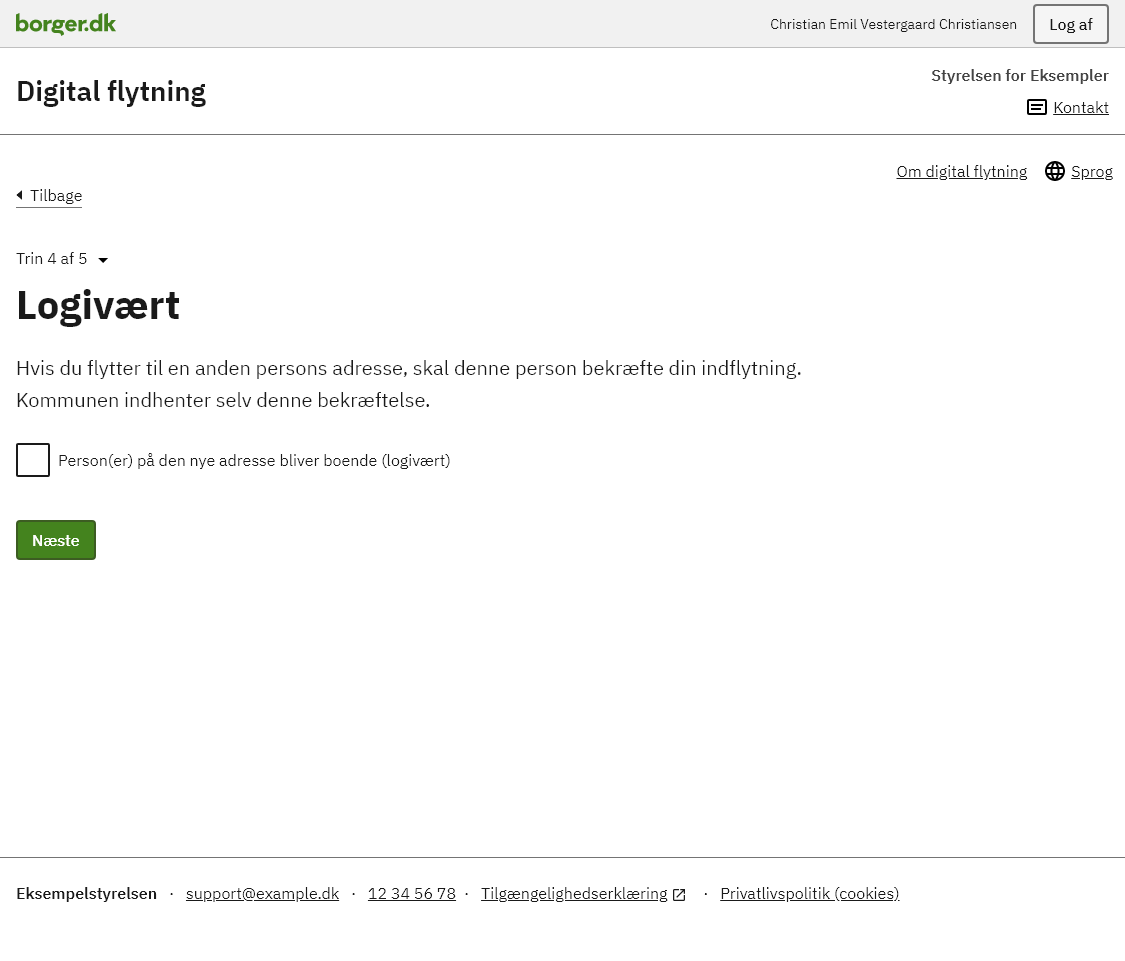 borger.dk
Christian Emil Vestergaard Christiansen
Log af
Digital flytning
Styrelsen for Eksempler
Kontakt
Om digital flytning
Sprog
Tilbage
Trin 4 af 5
Logivært
Hvis du flytter til en anden persons adresse, skal denne person bekræfte din indflytning.
Kommunen indhenter selv denne bekræftelse.
Person(er) på den nye adresse bliver boende (logivært)
Næste
Eksempelstyrelsen · support@example.dk · 12 34 56 78 · Tilgængelighedserklæring · Privatlivspolitik (cookies)